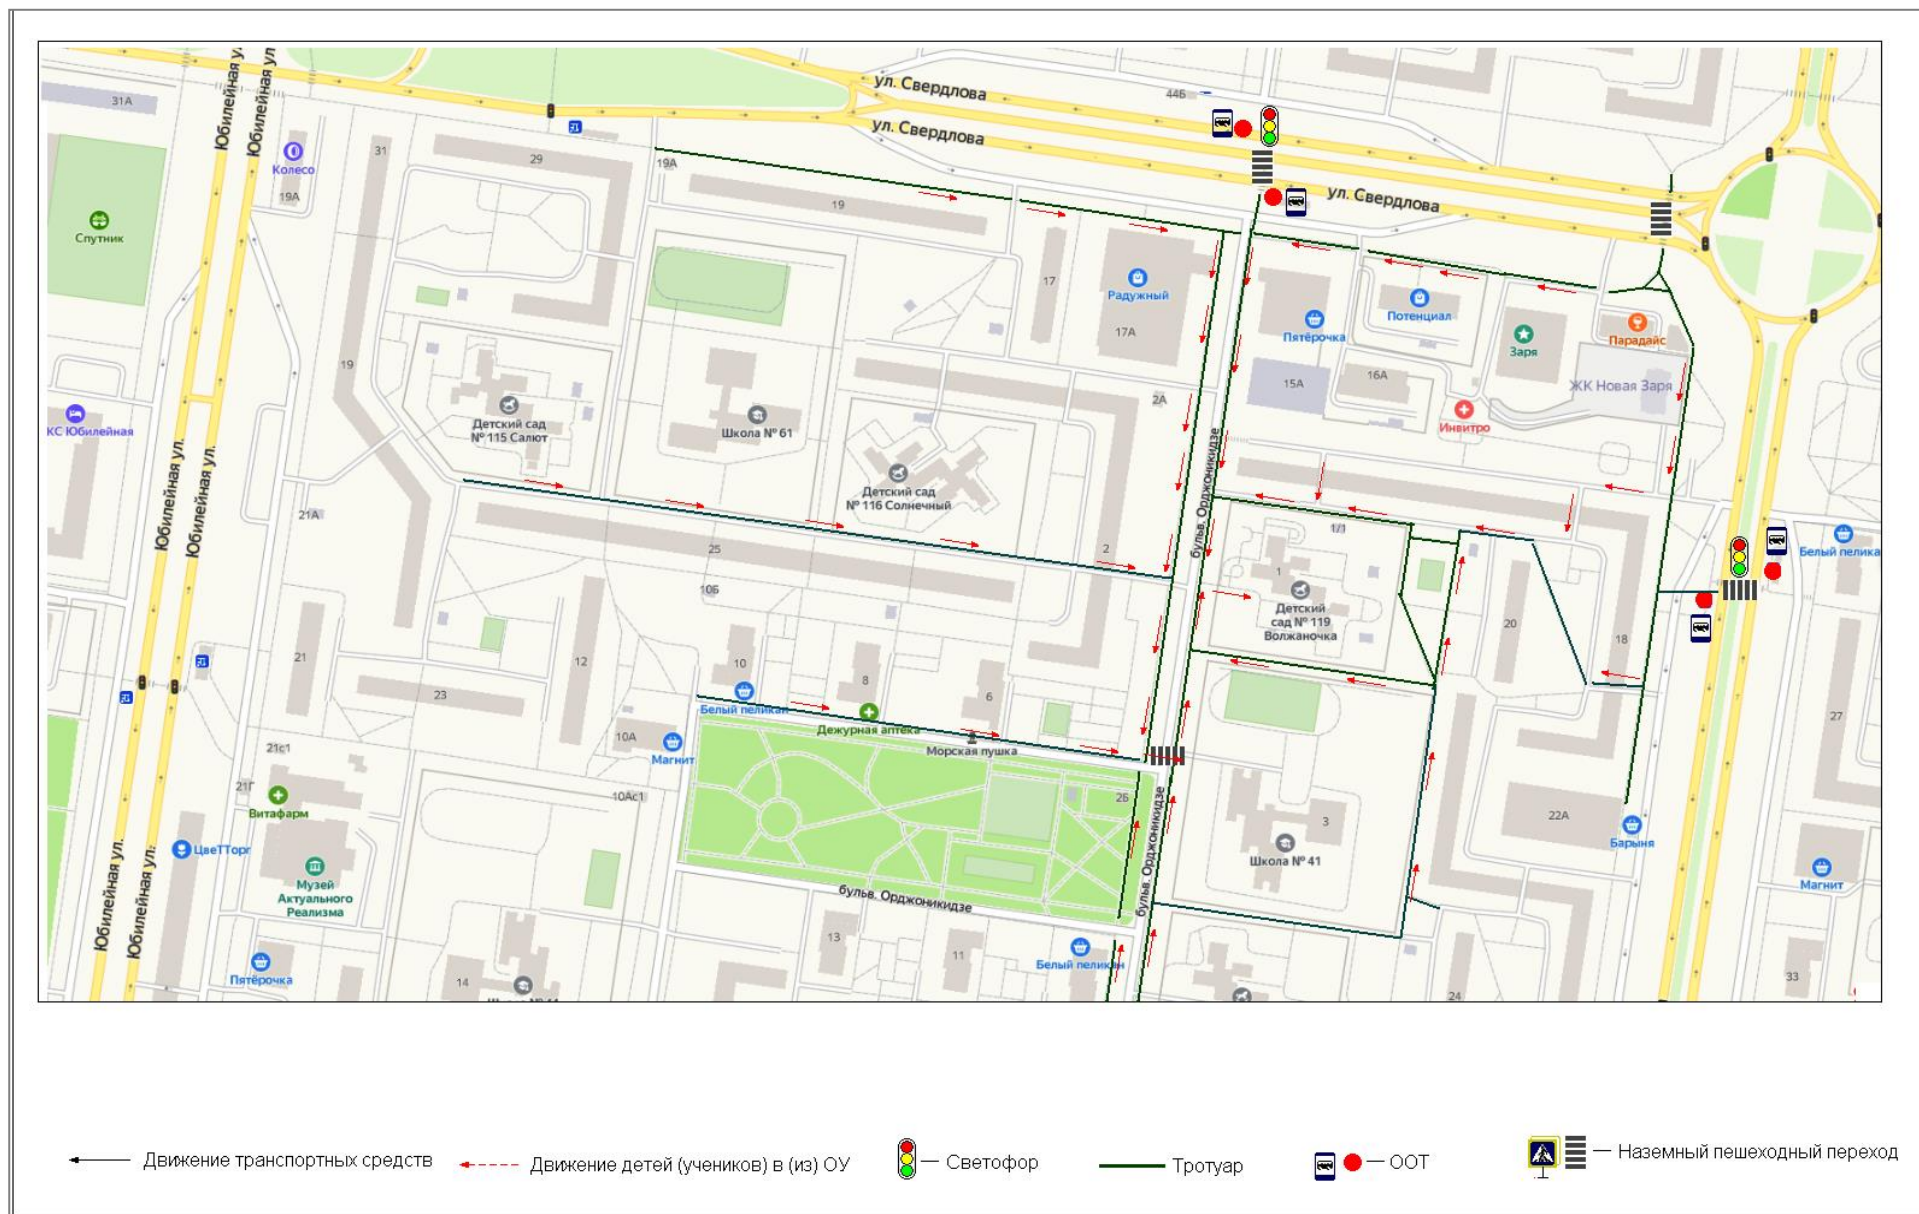 ул. Свердлова
ул. Свердлова
ул. Свердлова
44Б
31А
Юбилейная ул.
Юбилейная ул.
Колесо
19А
31
29
19А
19
Спутник
17
Радужный
17А
Пятёрочка
Потенциал
Заря
Парадайс
ЖК Новая Заря
15А
16А
Инвитро
2А
19
КС Юбилейная
Детский сад
№ 115 Салют
Школа № 61
Детский сад
№ 116 Солнечный
бульв. Орджоникидзе
Юбилейная ул.
Юбилейная ул.
21А
25
2
1/1
1
Детский
сад № 119
Волжаночка
Белый пелика
10Б
20
18
21
12
10
8
6
23
Белый пеликан
Дежурная аптека
Морская пушка
27
10А
Магнит
21с1
21Г
Витафарм
10Ас1
2Б
3
22А
Школа № 41
Барыня
ЦвеТТорг
Музей
Актуального
Реализма
Магнит
бульв. Орджоникидзе
бульв. Орджоникидзе
Юбилейная ул.
Юбилейная ул.
13
11
Белый пеликан
Пятёрочка
14
24
33
Движение транспортных средств
Движение детей (учеников) в (из) ОУ
— Светофор
Тротуар
— ООТ
— Наземный пешеходный переход